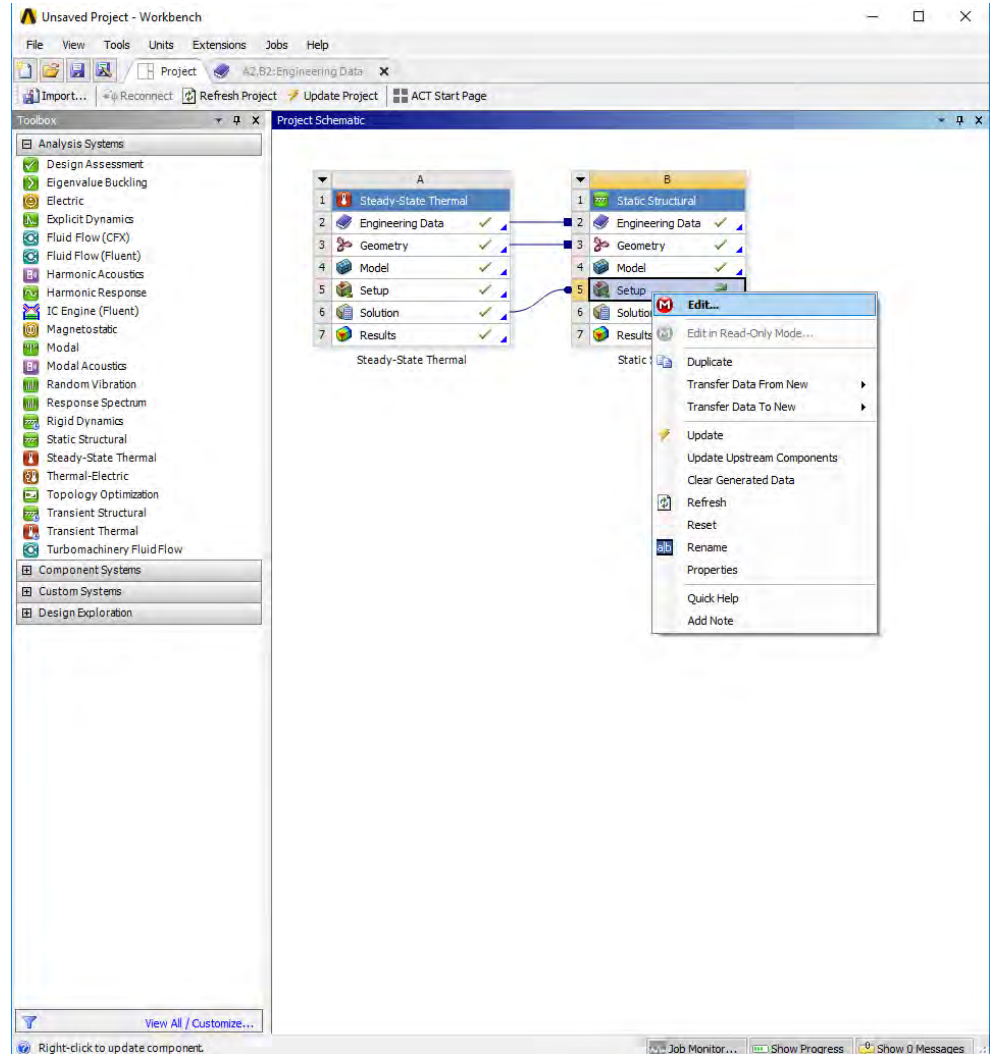 Unsaved Project - Workbench
File View Tools Units Extensions Jobs Help
Project A2,B2:Engineering Data
Import... Reconnect Refresh Project Update Project ACT Start Page
Toolbox
Project Schematic
Analysis Systems
Design Assessment
Eigenvalue Buckling
Electric
Explicit Dynamics
Fluid Flow (CFX)
Fluid Flow (Fluent)
Harmonic Acoustics
Harmonic Response
IC Engine (Fluent)
Magnetostatic
Modal
Modal Acoustics
Random Vibration
Response Spectrum
Rigid Dynamics
Static Structural
Steady-State Thermal
Thermal-Electric
Topology Optimization
Transient Structural
Transient Thermal
Turbomachinery Fluid Flow
Component Systems
Custom Systems
Design Exploration
View All / Customize...
A
1 Steady-State Thermal
2 Engineering Data
3 Geometry
4 Model
5 Setup
6 Solution
7 Results
Steady-State Thermal
B
1 Static Structural
2 Engineering Data
3 Geometry
4 Model
5 Setup
6 Solution
7 Results
Static
Edit...
Edit in Read-Only Mode...
Duplicate
Transfer Data From New
Transfer Data To New
Update
Update Upstream Components
Clear Generated Data
Refresh
Reset
Rename
Properties
Quick Help
Add Note
Right-click to update component.
Job Monitor... Show Progress Show 0 Messages